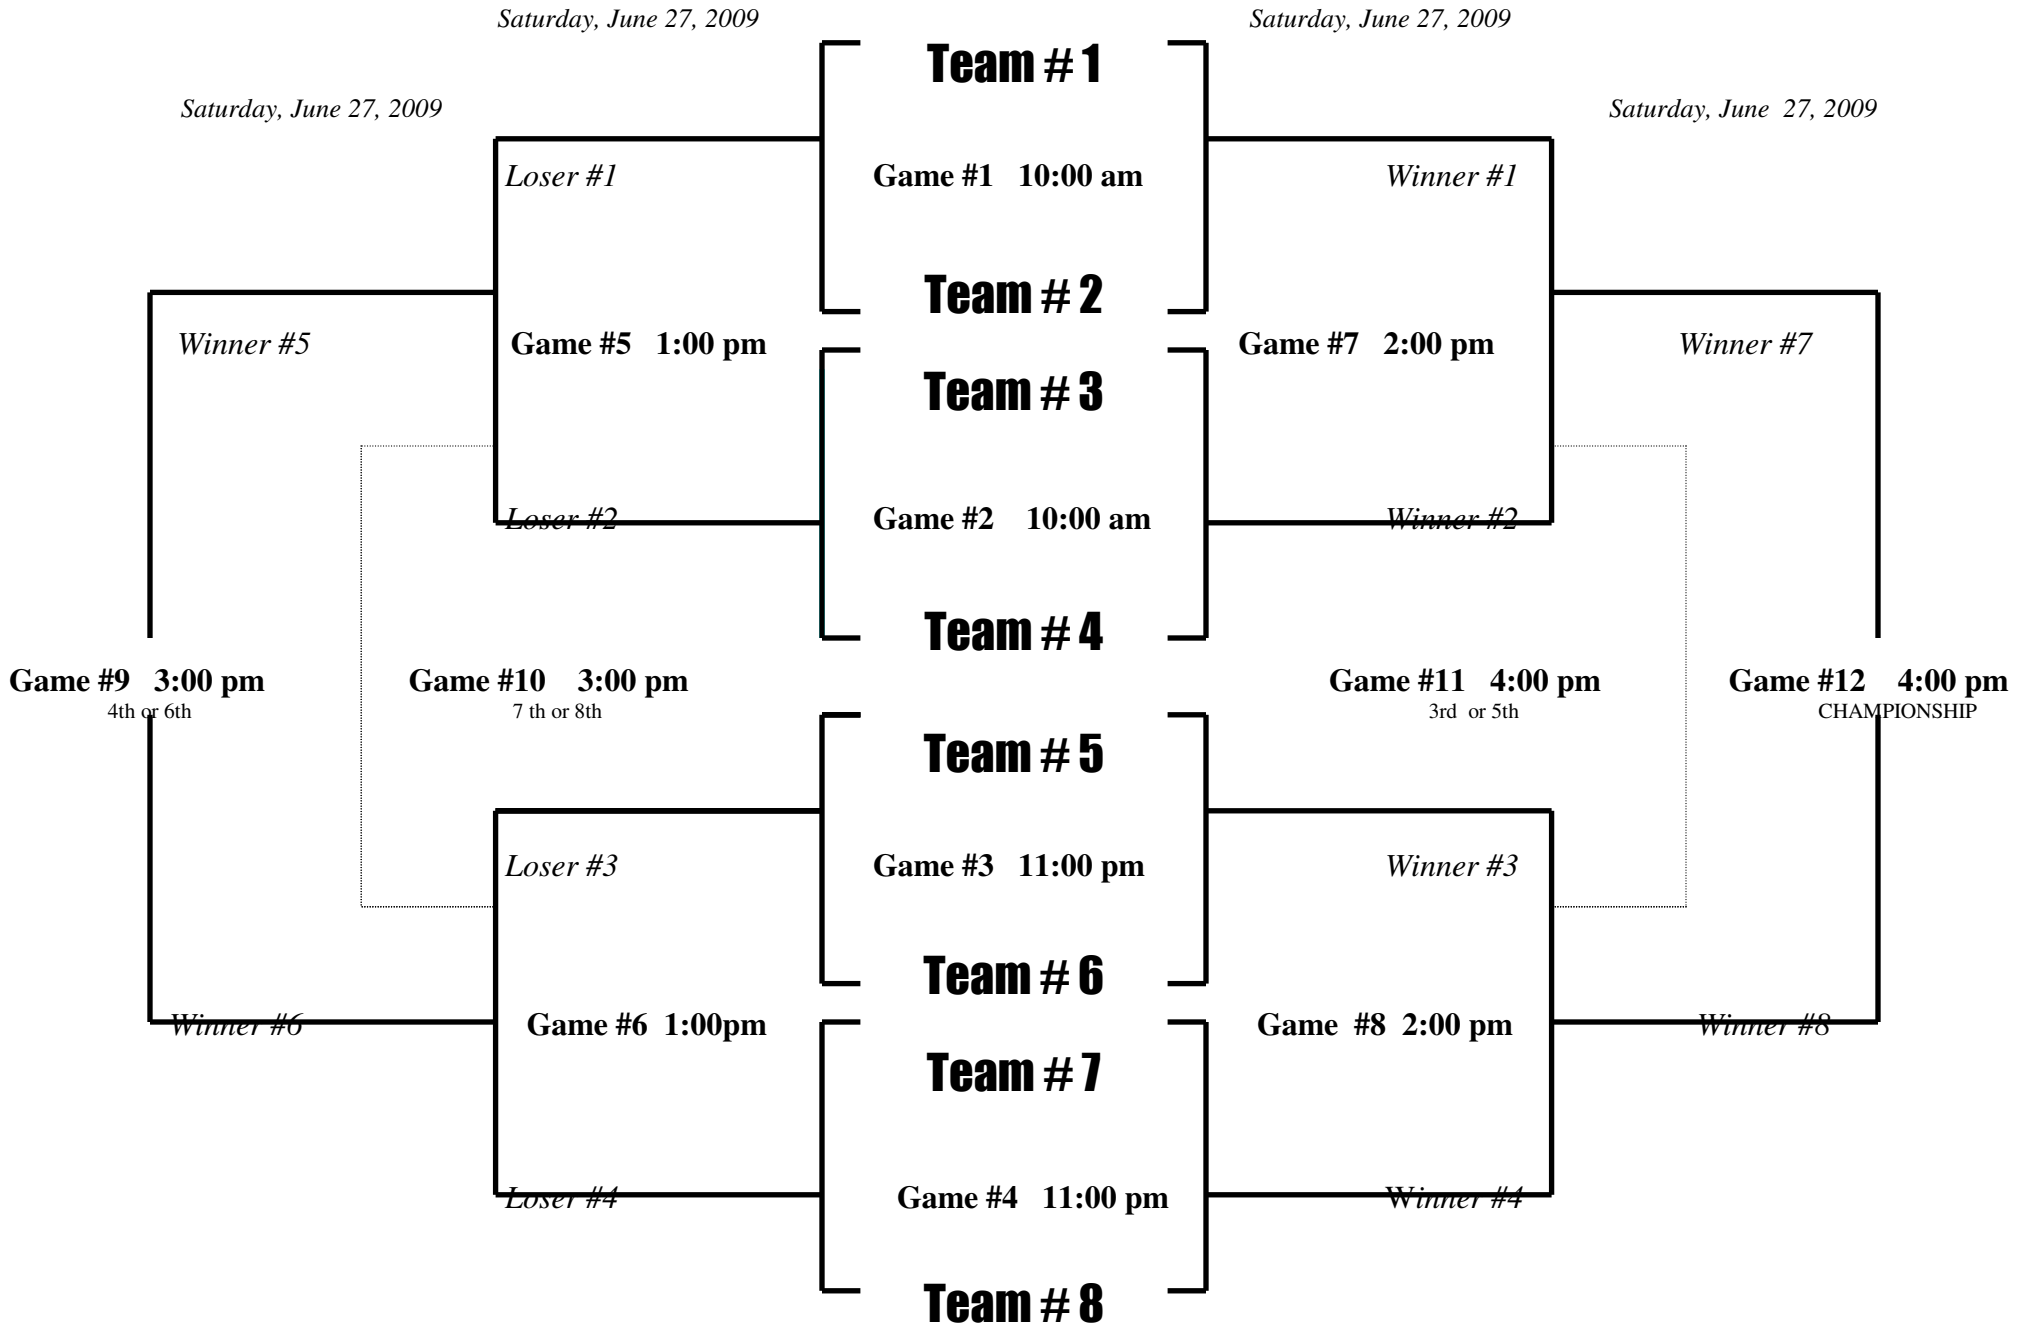 Saturday, June 27, 2009
Saturday, June 27, 2009
Team # 1
Saturday, June 27, 2009
Saturday, June  27, 2009
Loser #1
Game #1   10:00 am
Winner #1
Team # 2
Winner #5
Game #5   1:00 pm
Game #7   2:00 pm
Winner #7
Team # 3
Loser #2
Game #2    10:00 am
Winner #2
Team # 4
Game #9   3:00 pm
4th or 6th
Game #10    3:00 pm
7 th or 8th
Game #11   4:00 pm
3rd  or 5th
Game #12    4:00 pm
CHAMPIONSHIP
Team # 5
Loser #3
Game #3   11:00 pm
Winner #3
Team # 6
Winner #6
Game #6  1:00pm
Game  #8  2:00 pm
Winner #8
Team # 7
Loser #4
Game #4   11:00 pm
Winner #4
Team # 8